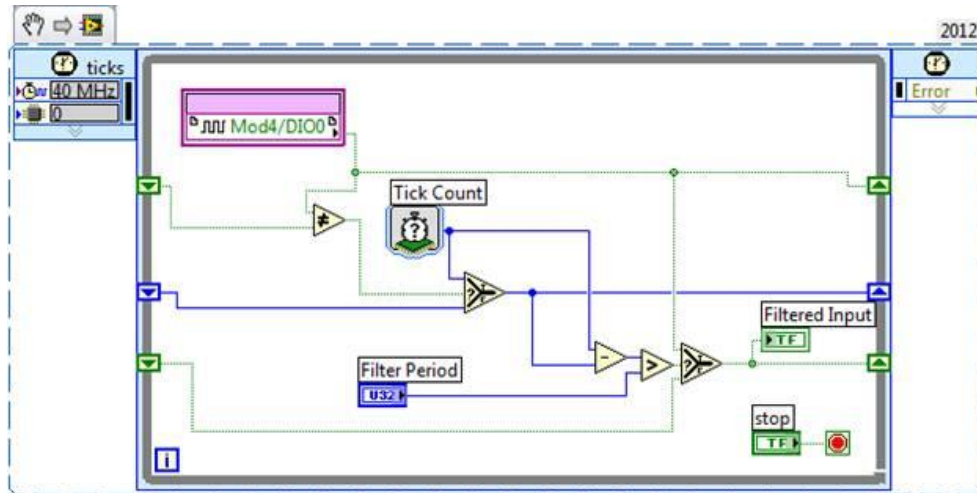 2012
ticks
40 MHz
0
Error
Mod4/DIO0
Tick Count
?
≠
?
Filtered Input
TF
-
>
?
Filter Period
U32
stop
TF
i